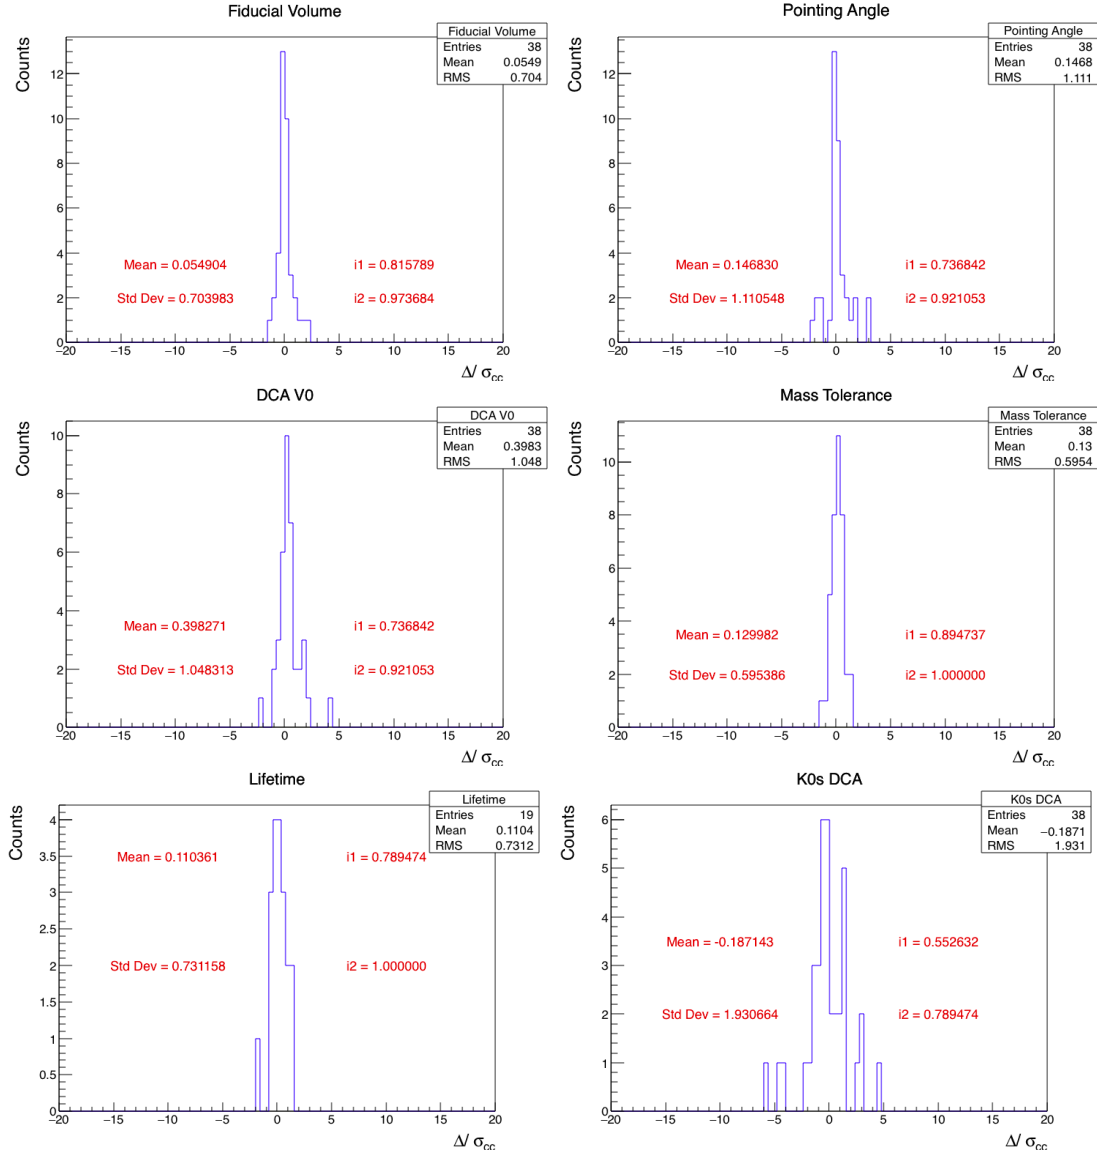 Fiducial Volume
Counts
Fiducial Volume
Entries 38
Mean 0.0549
RMS 0.704
12
10
8
6
4
2
0
Mean = 0.054904
i1 = 0.815789
Std Dev = 0.703983
i2 = 0.973684
−20 −15 −10 −5 0 5 10 15 20
Δ/ σcc
Pointing Angle
Counts
Pointing Angle
Entries 38
Mean 0.1468
RMS 1.111
12
10
8
6
4
2
0
Mean = 0.146830
i1 = 0.736842
Std Dev = 1.110548
i2 = 0.921053
−20 −15 −10 −5 0 5 10 15 20
Δ/ σcc
DCA V0
Counts
DCA V0
Entries 38
Mean 0.3983
RMS 1.048
10
8
6
4
2
0
Mean = 0.398271
i1 = 0.736842
Std Dev = 1.048313
i2 = 0.921053
−20 −15 −10 −5 0 5 10 15 20
Δ/ σcc
Mass Tolerance
Counts
Mass Tolerance
Entries 38
Mean 0.13
RMS 0.5954
10
8
6
4
2
0
Mean = 0.129982
i1 = 0.894737
Std Dev = 0.595386
i2 = 1.000000
−20 −15 −10 −5 0 5 10 15 20
Δ/ σcc
Lifetime
Counts
Lifetime
Entries 19
Mean 0.1104
RMS 0.7312
4
3.5
3
2.5
2
1.5
1
0.5
0
Mean = 0.110361
i1 = 0.789474
Std Dev = 0.731158
i2 = 1.000000
−20 −15 −10 −5 0 5 10 15 20
Δ/ σcc
K0s DCA
Counts
K0s DCA
Entries 38
Mean −0.1871
RMS 1.931
6
5
4
3
2
1
0
Mean = -0.187143
i1 = 0.552632
Std Dev = 1.930664
i2 = 0.789474
−20 −15 −10 −5 0 5 10 15 20
Δ/ σcc